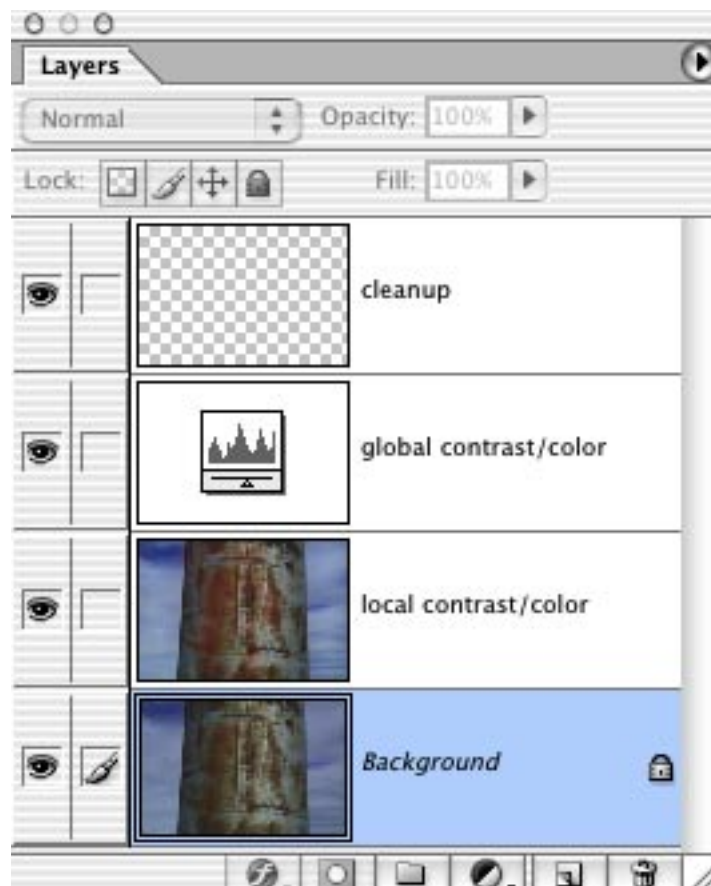 Layers
Normal Opacity: 100%
Lock: Fill: 100%
cleanup
global contrast/color
local contrast/color
Background